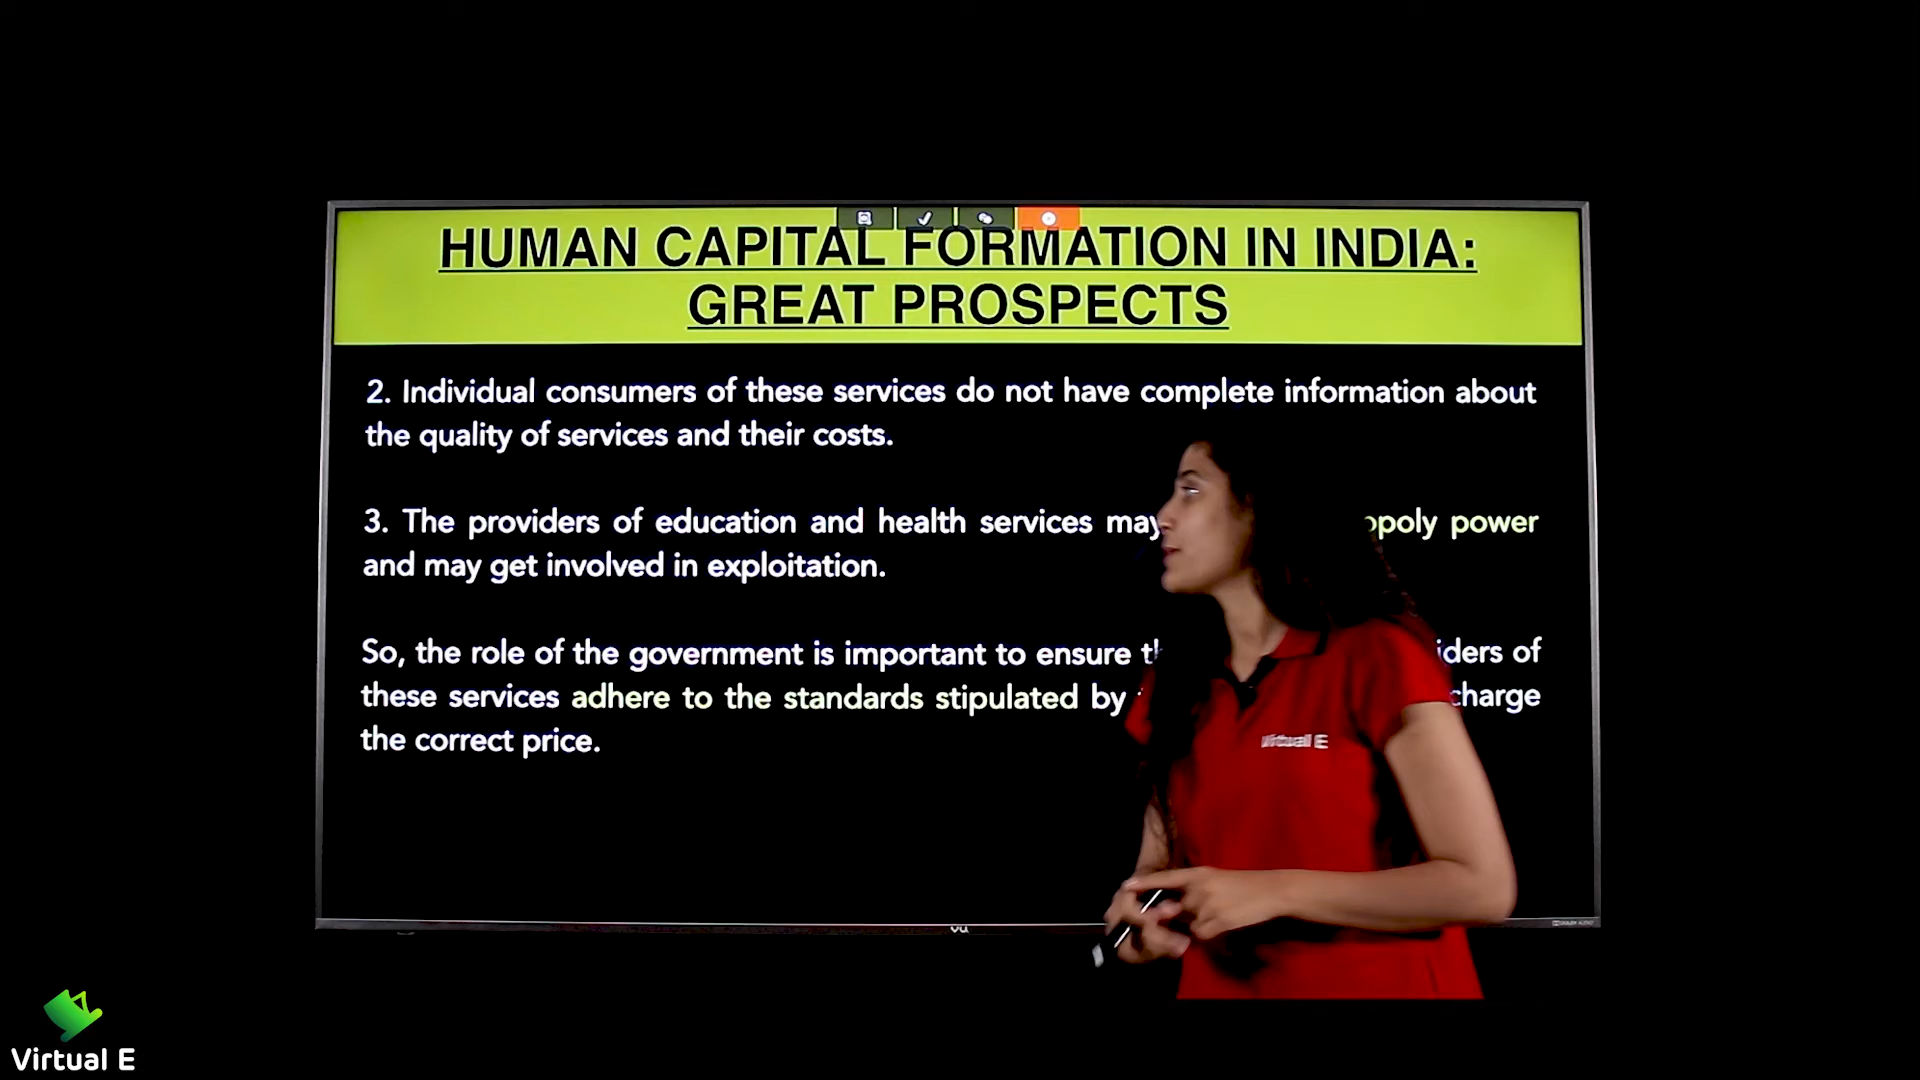 HUMAN CAPITAL FORMATION IN INDIA:
GREAT PROSPECTS
2. Individual consumers of these services do not have complete information about
the quality of services and their costs.
3. The providers of education and health services may opoly power
and may get involved in exploitation.
So, the role of the government is important to ensure iders of
these services adhere to the standards stipulated by charge
the correct price.
Virtual E
vu
Virtual E